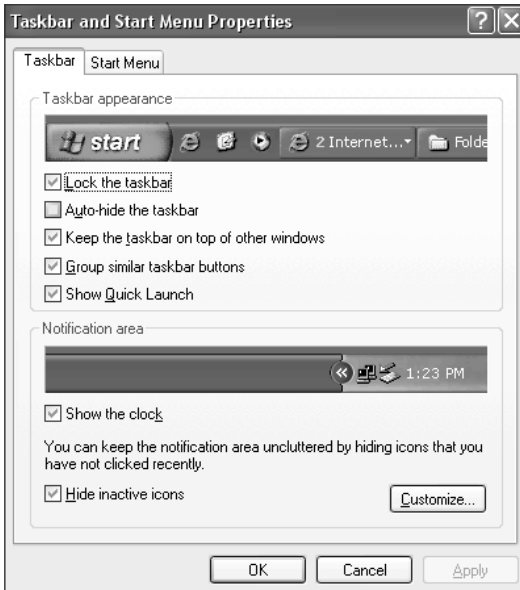 Taskbar and Start Menu Properties
Taskbar
Start Menu
Taskbar appearance
start
2 Internet...
Folde
Lock the taskbar
Auto-hide the taskbar
Keep the taskbar on top of other windows
Group similar taskbar buttons
Show Quick Launch
Notification area
1:23 PM
Show the clock
You can keep the notification area uncluttered by hiding icons that you
have not clicked recently.
Hide inactive icons
Customize...
OK
Cancel
Apply